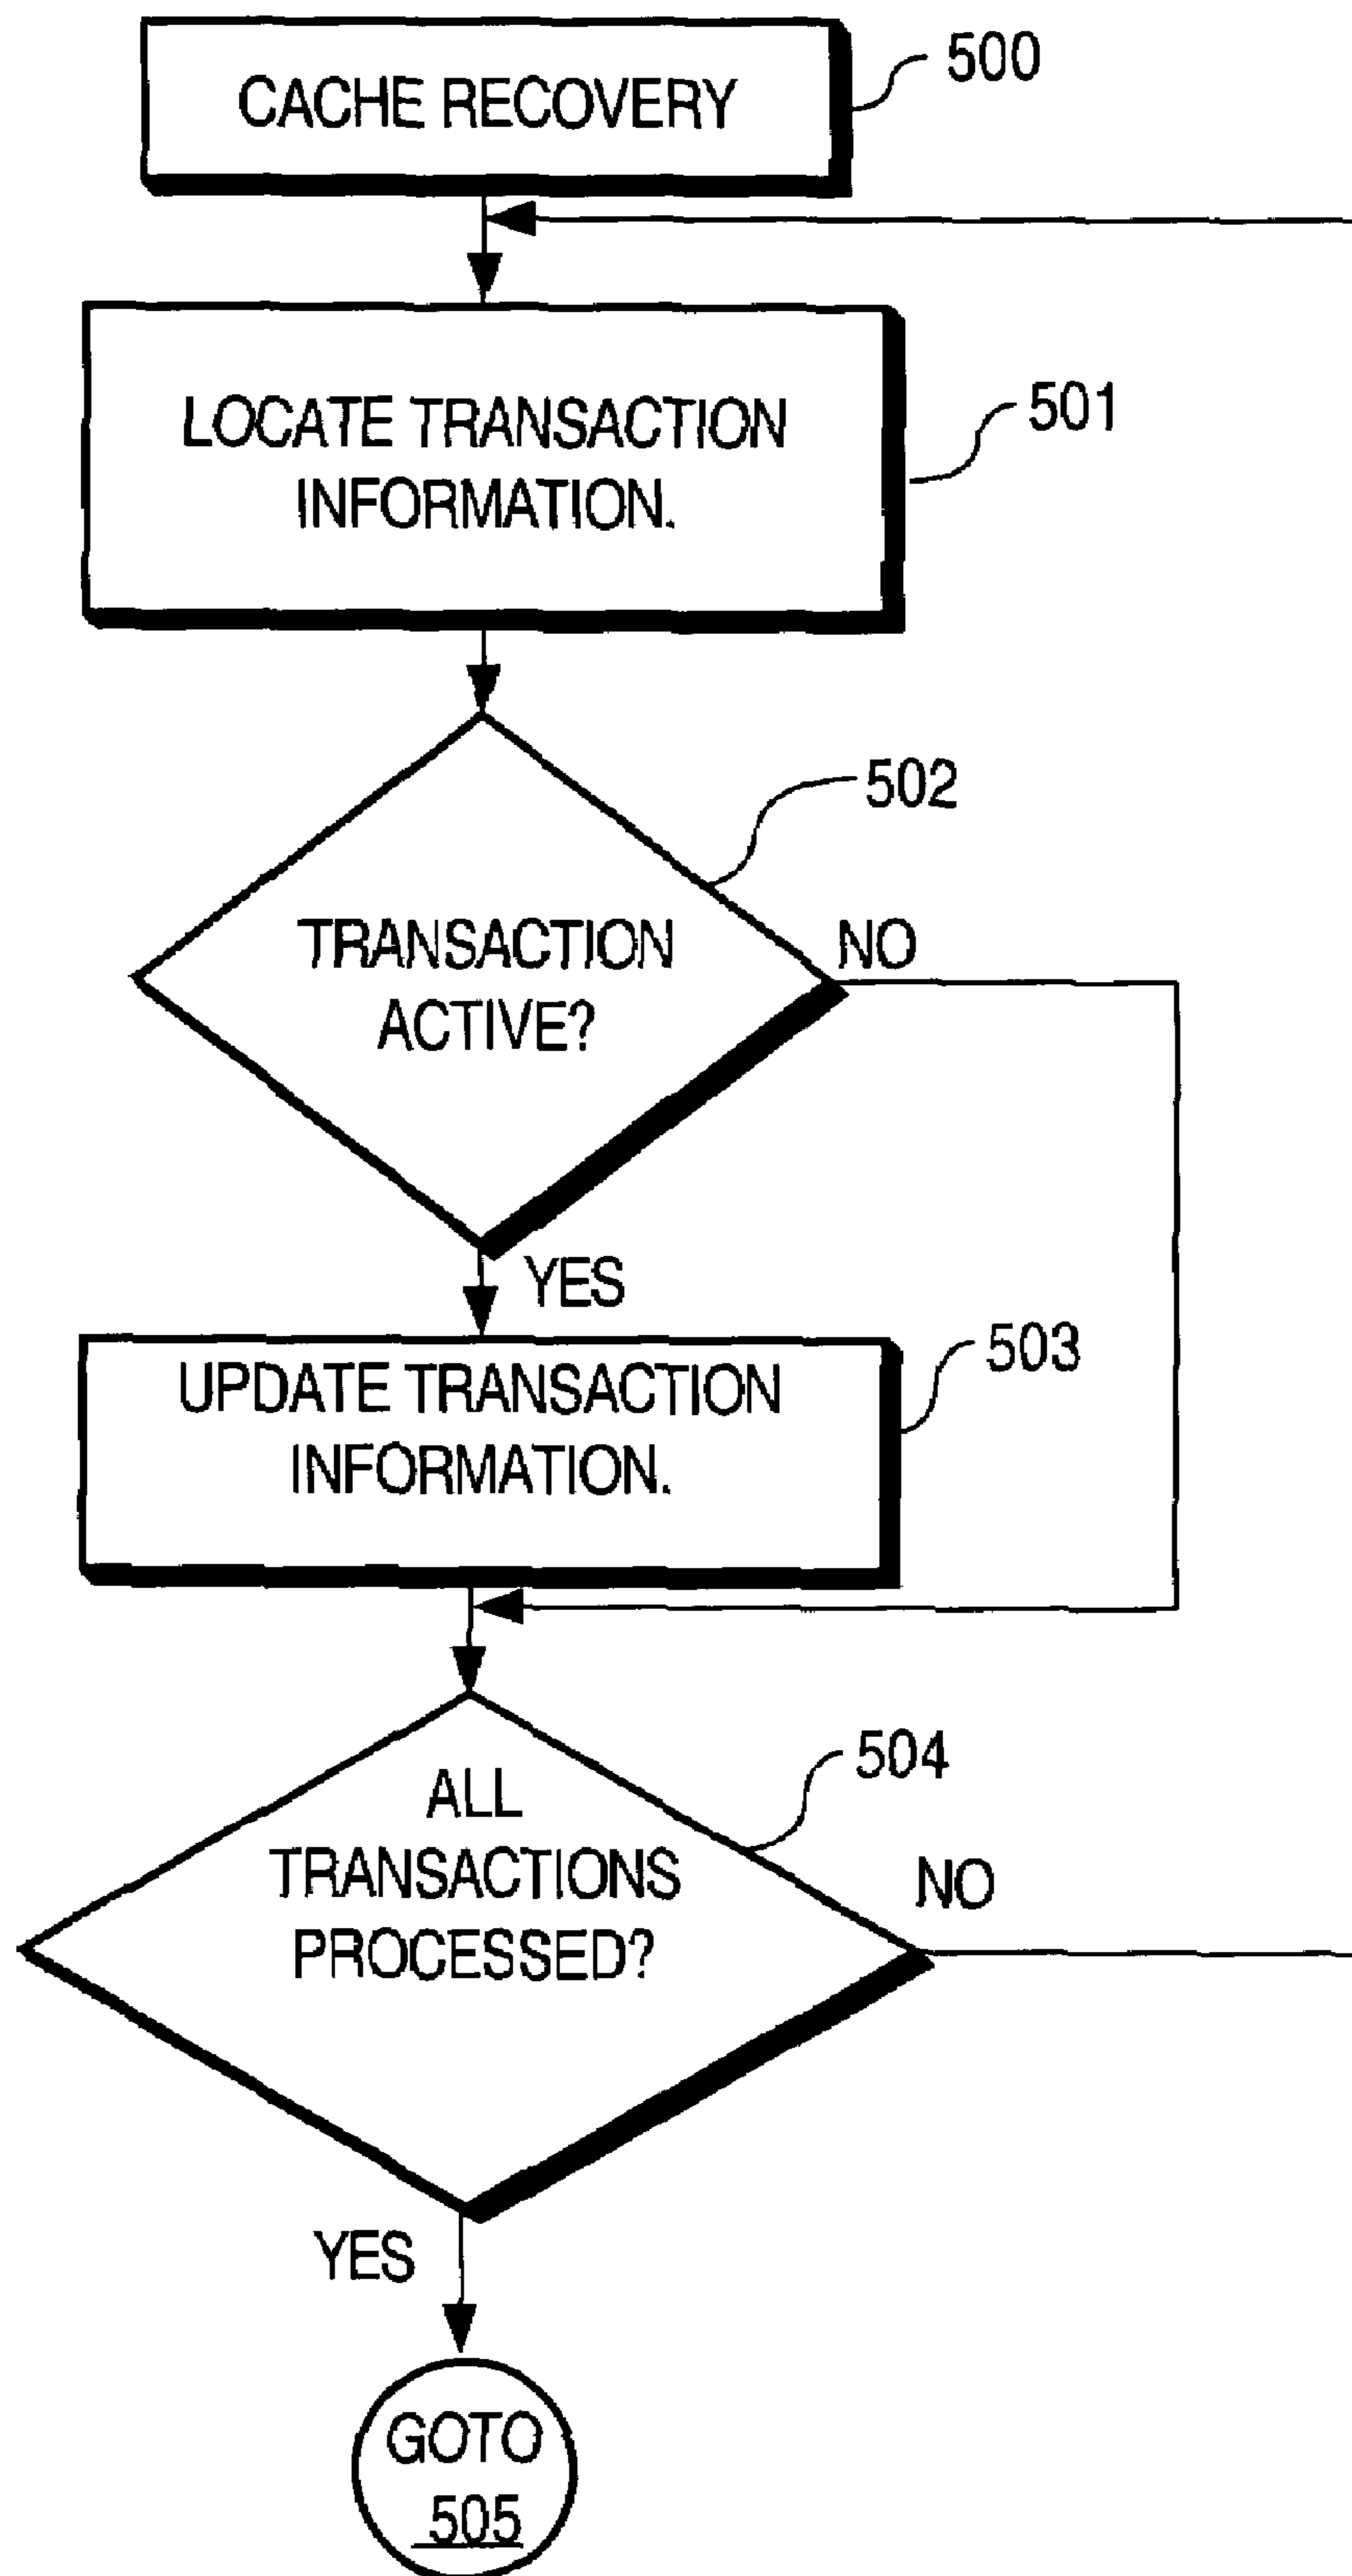 CACHE RECOVERY
500
LOCATE TRANSACTION
INFORMATION.
501
502
TRANSACTION
ACTIVE?
NO
YES
503
UPDATE TRANSACTION
INFORMATION.
504
ALL
TRANSACTIONS
PROCESSED?
NO
YES
GOTO
505